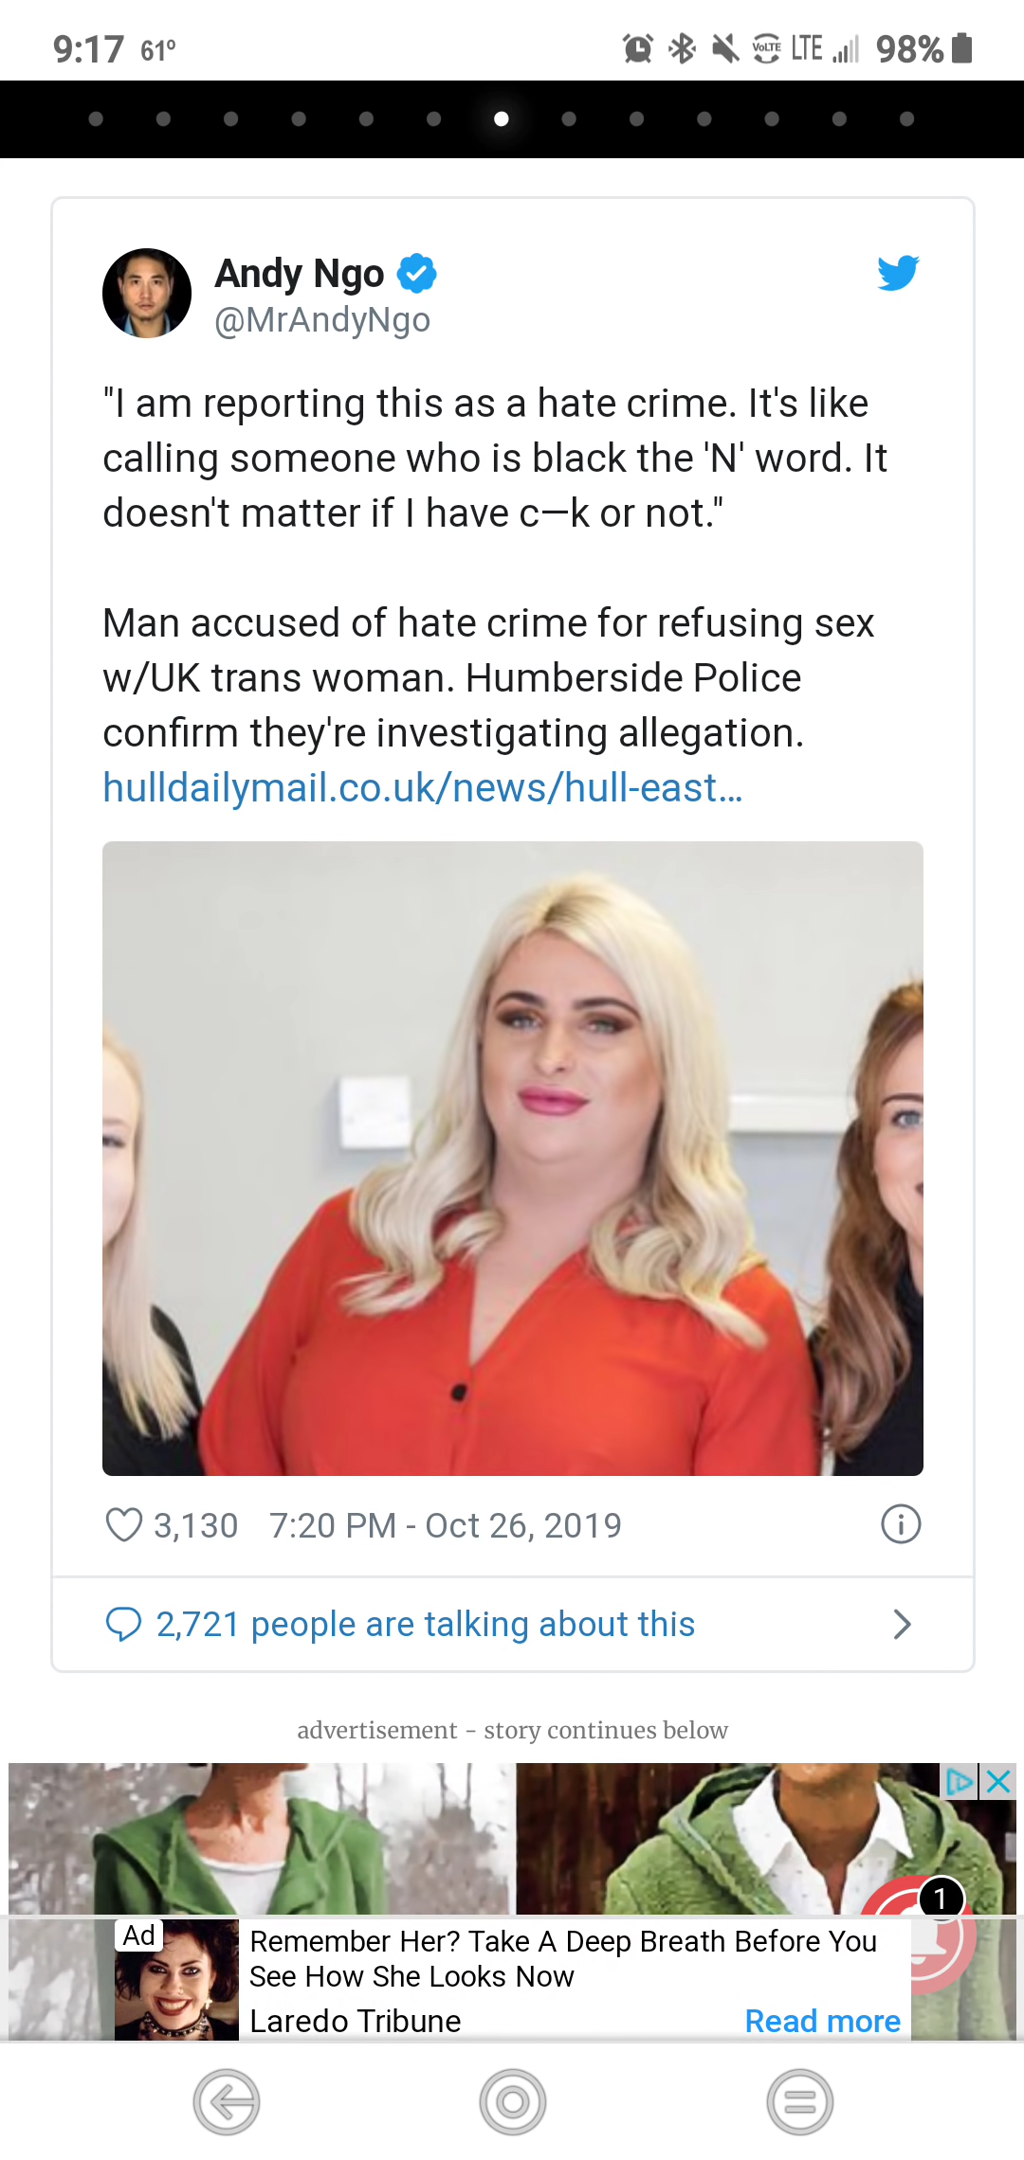 9:17 61° VoLTE LTE 98%
Andy Ngo
@MrAndyNgo
"I am reporting this as a hate crime. It's like
calling someone who is black the 'N' word. It
doesn't matter if I have c—k or not."
Man accused of hate crime for refusing sex
w/UK trans woman. Humberside Police
confirm they're investigating allegation.
hulldailymail.co.uk/news/hull-east…
3,130 7:20 PM - Oct 26, 2019
2,721 people are talking about this
advertisement - story continues below
1
Ad
Remember Her? Take A Deep Breath Before You
See How She Looks Now
Laredo Tribune Read more